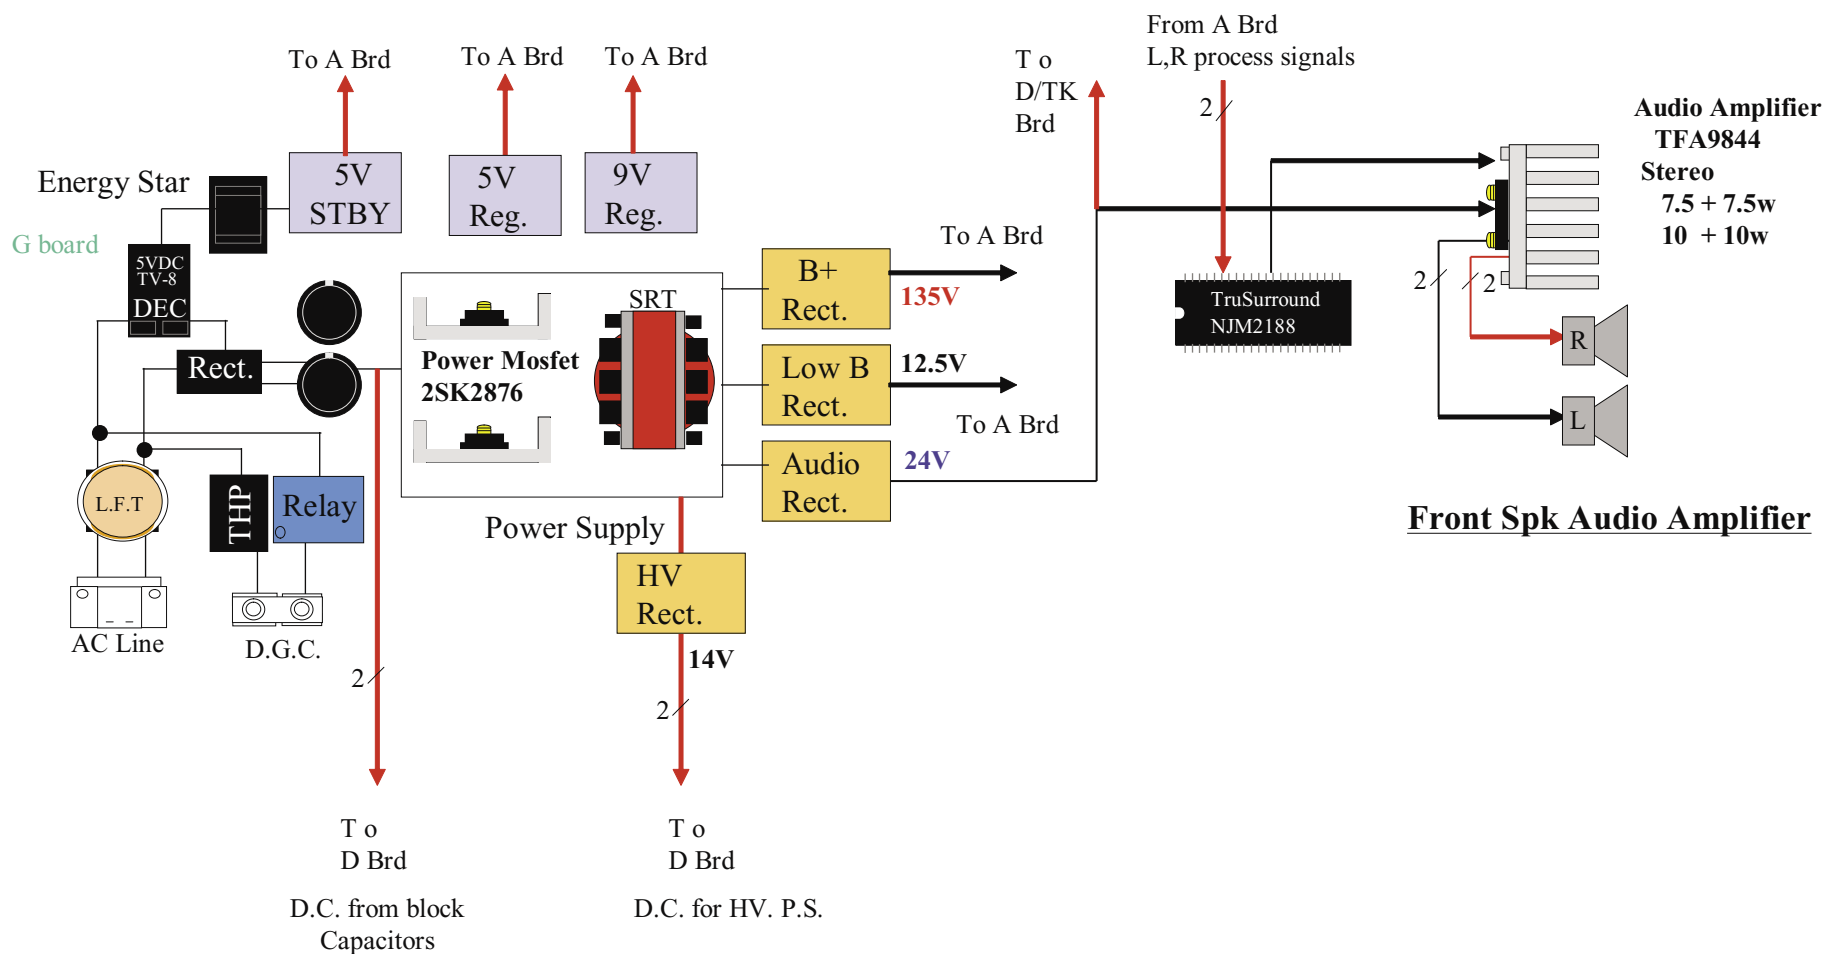 To A Brd
To A Brd
To A Brd
From A Brd
L,R process signals
T o
D/TK
Brd
2
Audio Amplifier
TFA9844
Stereo
7.5 + 7.5w
10 + 10w
Energy Star
5V
STBY
5V
Reg.
9V
Reg.
G board
5VDC
TV-8
DEC
To A Brd
B+
Rect.
135V
SRT
TruSurround
NJM2188
2
2
Rect.
Power Mosfet
2SK2876
Low B
Rect.
12.5V
To A Brd
R
L
Audio
Rect.
24V
L.F.T
THP
Relay
Power Supply
Front Spk Audio Amplifier
HV
Rect.
14V
AC Line
D.G.C.
2
2
T o
D Brd
D.C. from block
Capacitors
T o
D Brd
D.C. for HV. P.S.